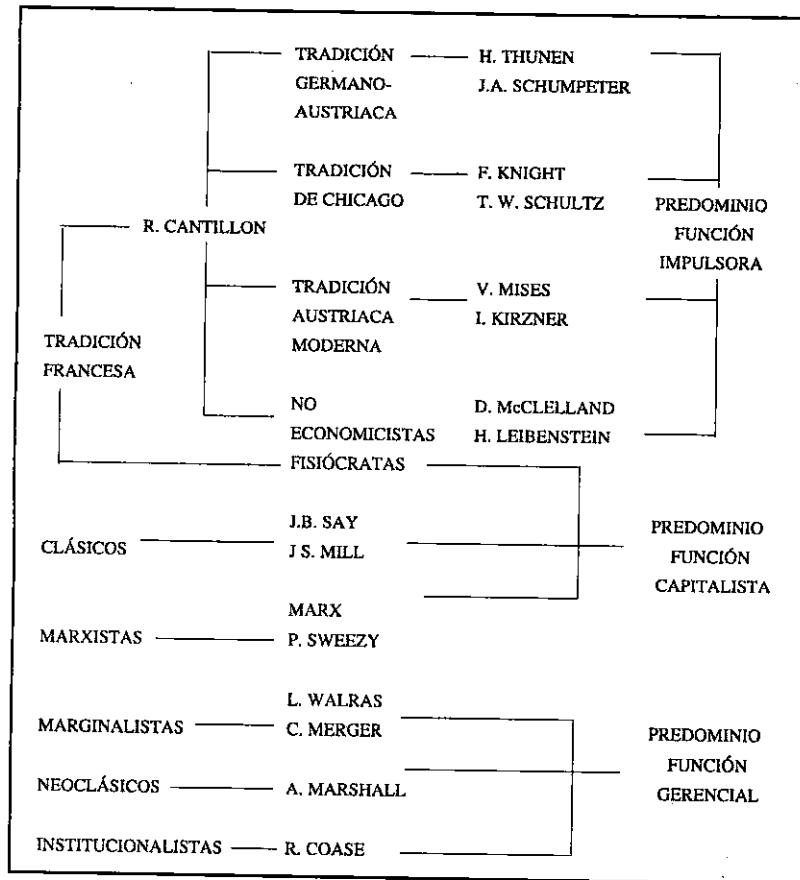 TRADICIÓN
GERMANO-
AUSTRIACA
H. THUNEN
J.A. SCHUMPETER
TRADICIÓN
DE CHICAGO
F. KNIGHT
T. W. SCHULTZ
PREDOMINIO
FUNCIÓN
IMPULSORA
R. CANTILLON
TRADICIÓN
AUSTRIACA
MODERNA
V. MISES
I. KIRZNER
TRADICIÓN
FRANCESA
NO
ECONOMICISTAS
D. McCLELLAND
H. LEIBENSTEIN
FISIÓCRATAS
CLÁSICOS
J.B. SAY
J S. MILL
PREDOMINIO
FUNCIÓN
CAPITALISTA
MARXISTAS
MARX
P. SWEEZY
MARGINALISTAS
L. WALRAS
C. MERGER
PREDOMINIO
FUNCIÓN
GERENCIAL
NEOCLÁSICOS
A. MARSHALL
INSTITUCIONALISTAS
R. COASE